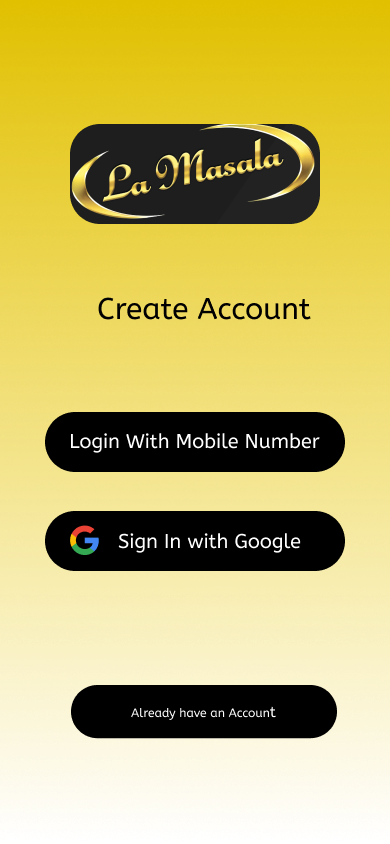 La Masala
Create Account
Login With Mobile Number
Sign In with Google
Already have an Account